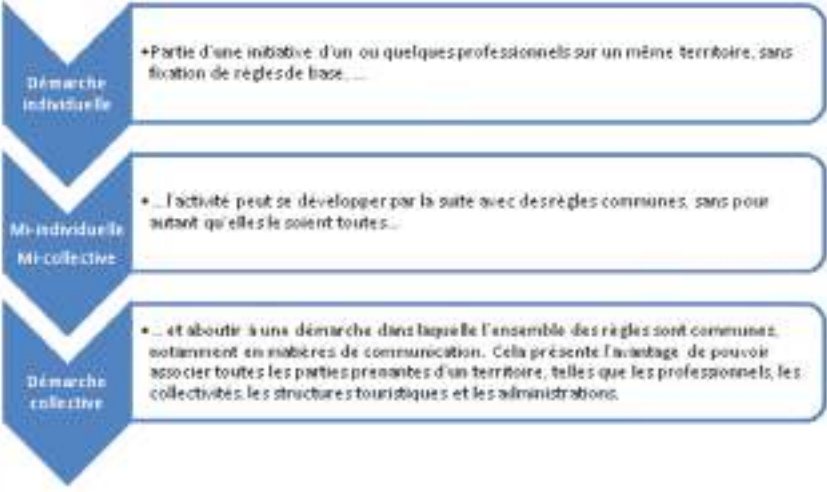 Démarche
individuelle
•Partie d'une initiative d'un ou quelques professionnels sur un même territoire, sans
fixation de règles de base, ...
Mi-individuelle
Mi-collective
• ...l'activité peut se développer par la suite avec des règles communes, sans pour
autant qu'elles le soient toutes...
Démarche
collective
• ... et aboutir à une démarche dans laquelle l'ensemble des règles sont communes,
notamment en matières de communication. Cela présente l'avantage de pouvoir
associer toutes les parties prenantes d'un territoire, telles que les professionnels, les
collectivités, les structures touristiques et les administrations.